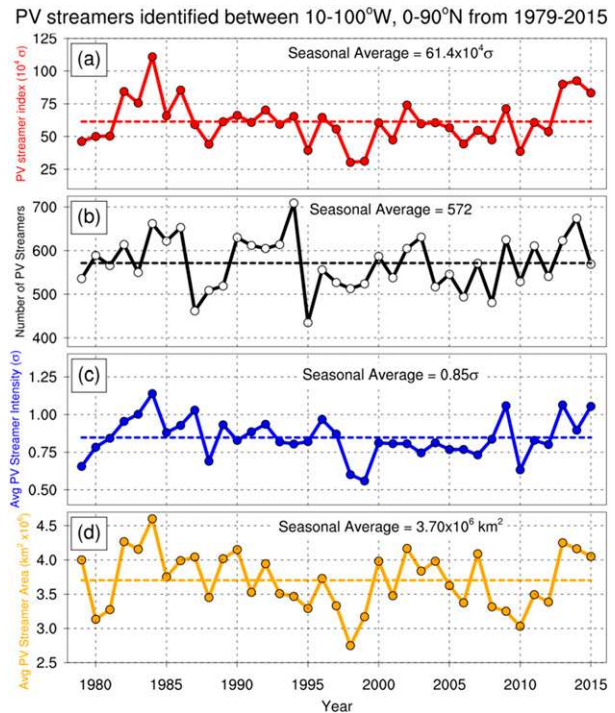 PV streamers identified between 10-100°W, 0-90°N from 1979-2015
125
100
75
50
25
PV streamer index (10⁴ σ)
(a)
Seasonal Average = 61.4x10⁴σ
700
600
500
400
Number of PV Streamers
(b)
Seasonal Average = 572
1.25
1.00
0.75
0.50
Avg PV Streamer Intensity (σ)
(c)
Seasonal Average = 0.85σ
4.5
4.0
3.5
3.0
2.5
Avg PV Streamer Area (km² x10⁶)
(d)
Seasonal Average = 3.70x10⁶ km²
1980 1985 1990 1995 2000 2005 2010 2015
Year